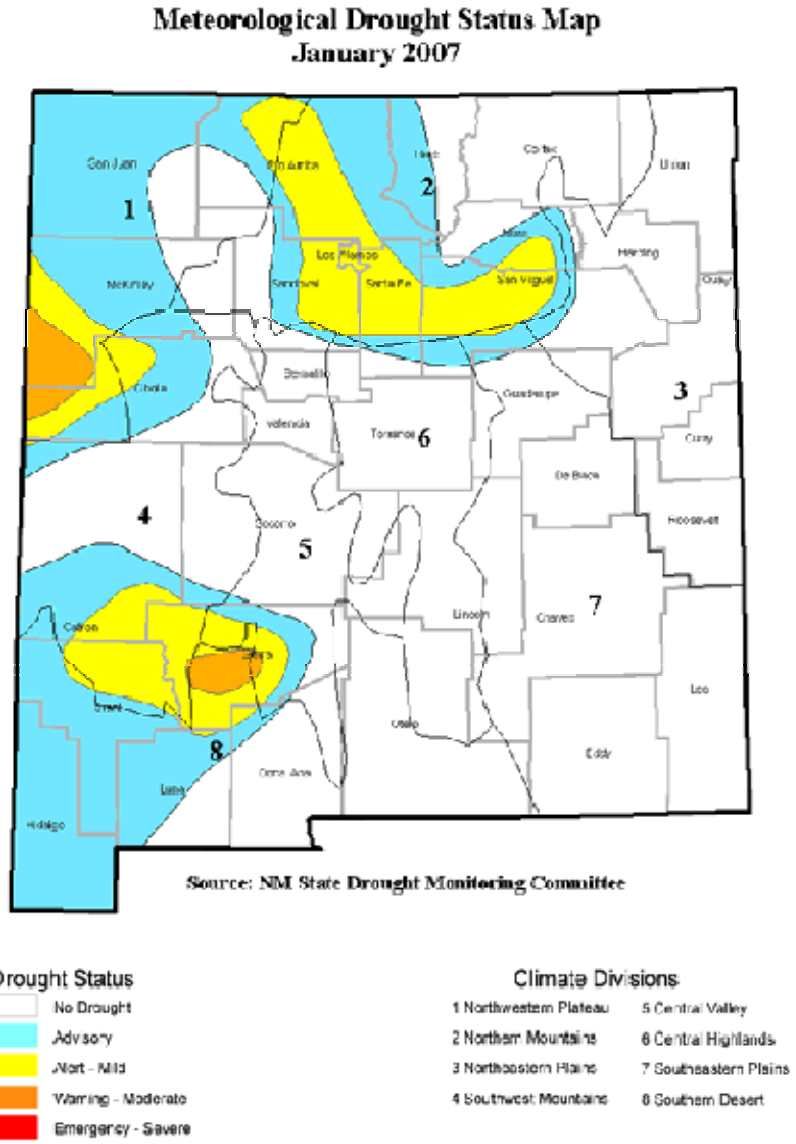 Meteorological Drought Status Map
January 2007
San Juan
Rio Arriba
Colfax
Union
1
2
Mora
Harding
Los Alamos
McKinley
Sandoval
Santa Fe
San Miguel
Quay
Bernalillo
Cibola
Guadalupe
3
Valencia
Torrance
6
Curry
De Baca
4
Socorro
5
Roosevelt
Lincoln
Chaves
7
Catron
Sierra
Lea
Grant
Otero
8
Eddy
Dona Ana
Luna
Hidalgo
Source: NM State Drought Monitoring Committee
Drought Status
No Drought
Advisory
Alert - Mild
Warning - Moderate
Emergency - Severe
Climate Divisions
1 Northwestern Plateau
2 Northern Mountains
3 Northeastern Plains
4 Southwest Mountains
5 Central Valley
6 Central Highlands
7 Southeastern Plains
8 Southern Desert